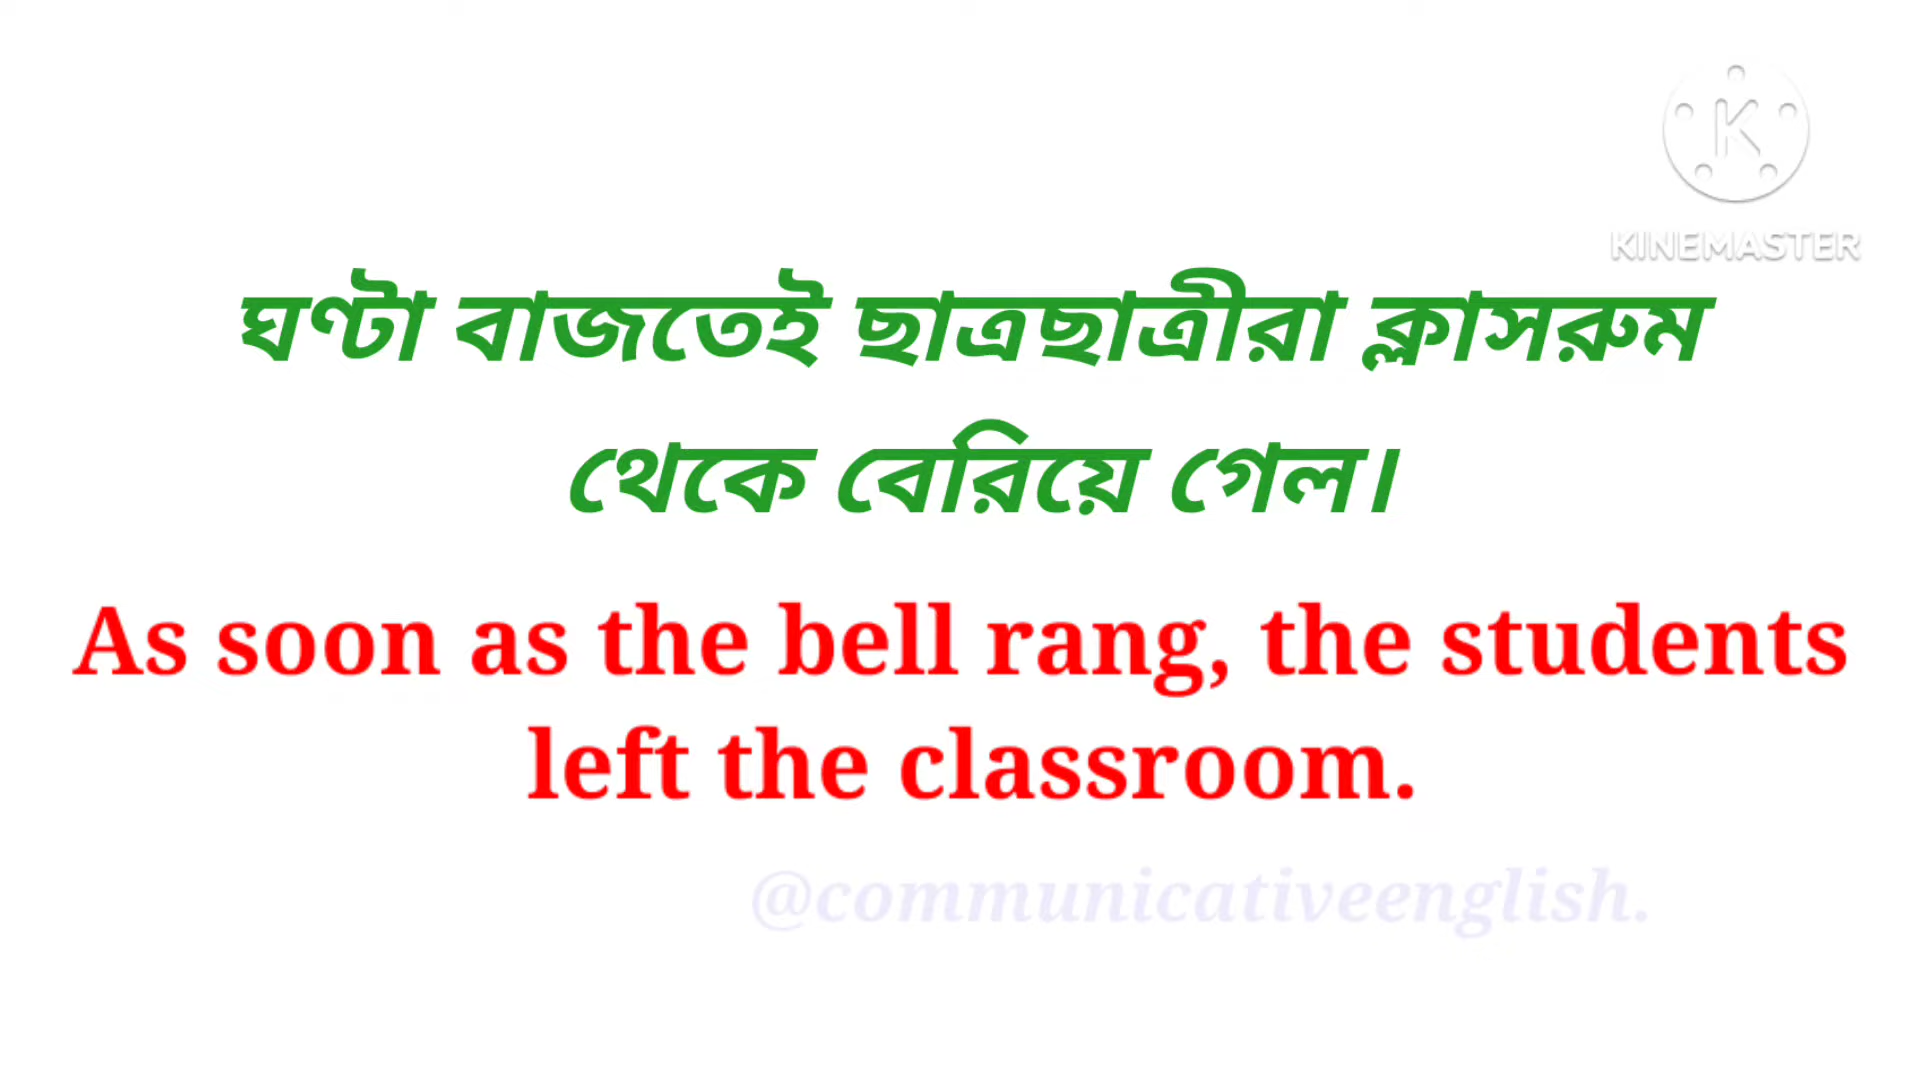 K
KINEMASTER
ঘণ্টা বাজতেই ছাত্রছাত্রীরা ক্লাসরুম
থেকে বেরিয়ে গেল।
As soon as the bell rang, the students
left the classroom.
@communicativeenglish.